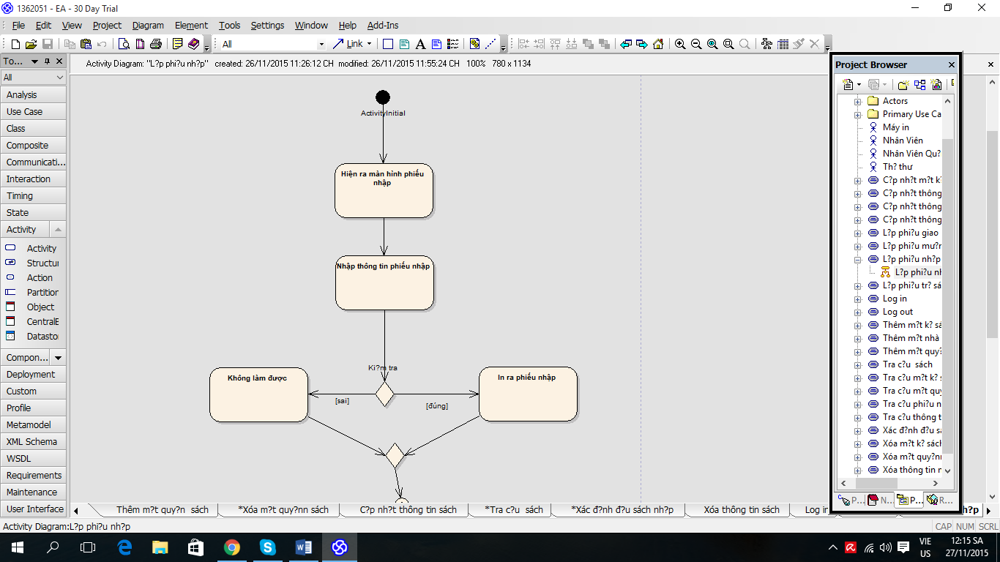 1362051 - EA - 30 Day Trial
File Edit View Project Diagram Element Tools Settings Window Help Add-Ins
All Link
To...
All
Analysis
Use Case
Class
Composite
Communicati...
Interaction
Timing
State
Activity
Activity
Structur
Action
Partition
Object
CentralB
Datastor
Compon...
Deployment
Custom
Profile
Metamodel
XML Schema
WSDL
Requirements
Maintenance
User Interface
Activity Diagram: "L?p phi?u nh?p" created: 26/11/2015 11:26:12 CH modified: 26/11/2015 11:55:24 CH 100% 780 x 1134
ActivityInitial
Hiện ra màn hình phiếu
nhập
Nhập thông tin phiếu nhập
Ki?m tra
Không làm được
[sai]
[đúng]
In ra phiếu nhập
Project Browser
Actors
Primary Use Ca
Máy in
Nhân Viên
Nhân Viên Qu?
Th? thư
C?p nh?t m?t k?
C?p nh?t thông
C?p nh?t thông
C?p nh?t thông
L?p phi?u giao
L?p phi?u mư?n
L?p phi?u nh?p
L?p phi?u nh
L?p phi?u tr? sá
Log in
Log out
Thêm m?t k? sá
Thêm m?t nhà
Thêm m?t quy?
Tra c?u sách
Tra c?u m?t k? s
Tra c?u m?t quy
Tra c?u phi?u n
Tra c?u thông t
Xác đ?nh đ?u sá
Xóa m?t k? sách
Xóa m?t quy?n
Xóa thông tin n
P... N... P... R...
Thêm m?t quy?n sách *Xóa m?t quy?nn sách C?p nh?t thông tin sách *Tra c?u sách *Xác đ?nh đ?u sách nh?p Xóa thông tin sách Log in h?p
Activity Diagram:L?p phi?u nh?p CAP NUM SCRL
VIE
US
12:15 SA
27/11/2015